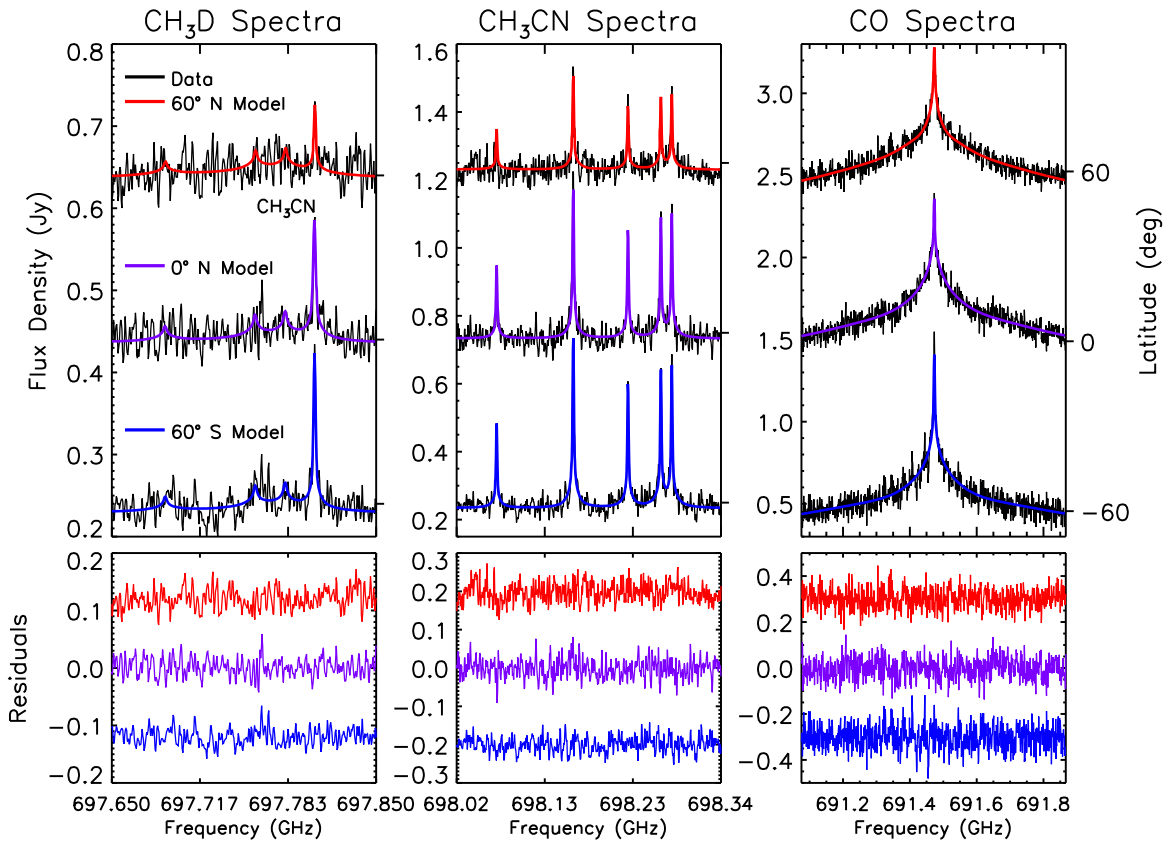 CH₃D Spectra
CH₃CN Spectra
CO Spectra
Flux Density (Jy)
0.8
0.7
0.6
0.5
0.4
0.3
0.2
Data
60° N Model
CH₃CN
0° N Model
60° S Model
1.6
1.4
1.2
1.0
0.8
0.6
0.4
0.2
3.0
2.5
2.0
1.5
1.0
0.5
60
0
−60
Latitude (deg)
Residuals
0.2
0.1
0.0
−0.1
−0.2
0.3
0.2
0.1
0.0
−0.1
−0.2
−0.3
0.4
0.2
0.0
−0.2
−0.4
697.650 697.717 697.783 697.850
698.02 698.13 698.23 698.34
691.2 691.4 691.6 691.8
Frequency (GHz)
Frequency (GHz)
Frequency (GHz)